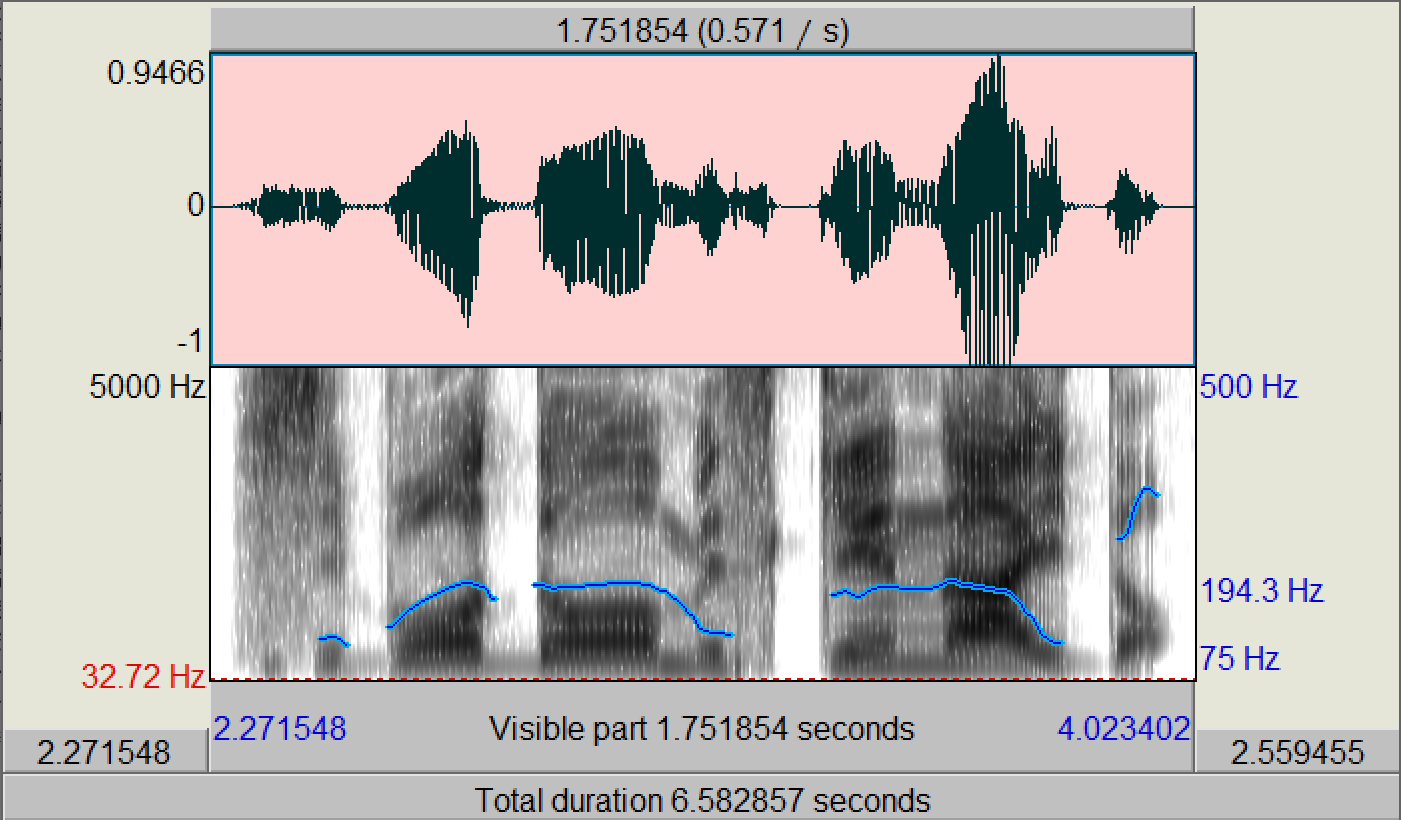 1.751854 (0.571 / s)
0.9466
0
-1
5000 Hz
500 Hz
194.3 Hz
75 Hz
32.72 Hz
2.271548
Visible part 1.751854 seconds
4.023402
2.271548
2.559455
Total duration 6.582857 seconds